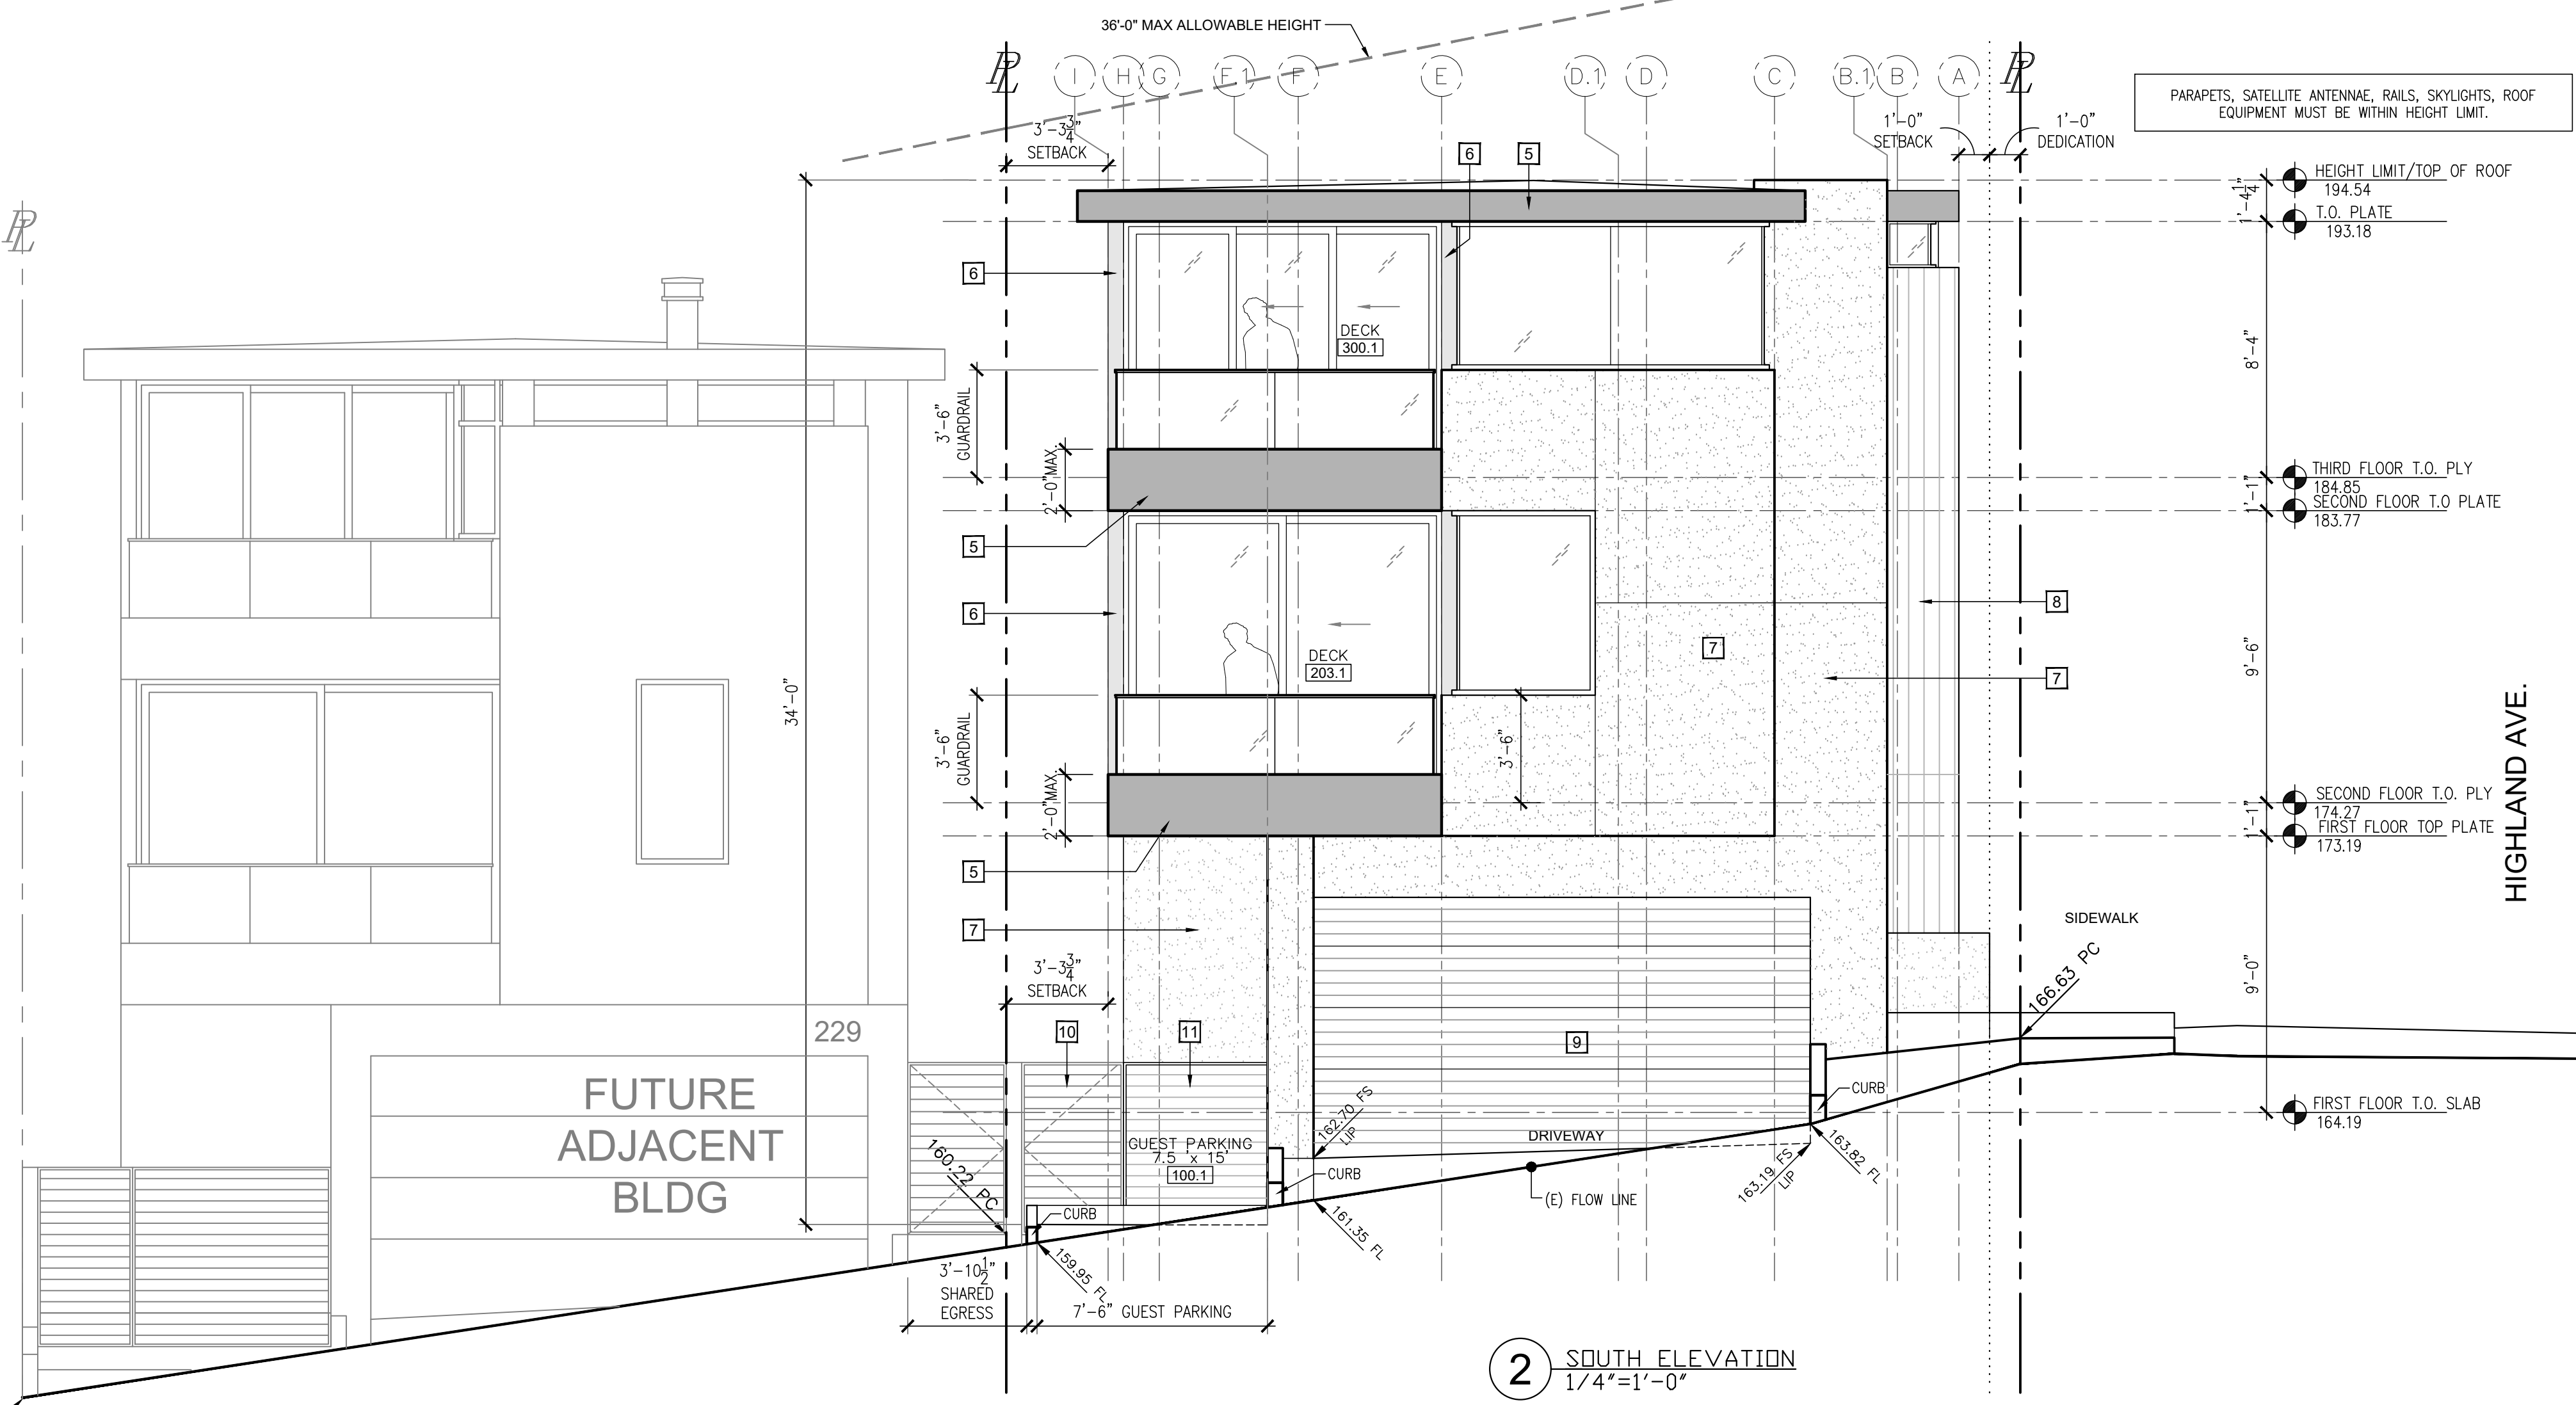 36'-0" MAX ALLOWABLE HEIGHT
PL
PL
PL
I
H
G
F.1
F
E
D.1
D
C
B.1
B
A
PARAPETS, SATELLITE ANTENNAE, RAILS, SKYLIGHTS, ROOF
EQUIPMENT MUST BE WITHIN HEIGHT LIMIT.
3'-3 3/4"
SETBACK
1'-0"
SETBACK
1'-0"
DEDICATION
6
5
HEIGHT LIMIT/TOP OF ROOF
194.54
1'-4 1/4"
T.O. PLATE
193.18
6
DECK
300.1
8'-4"
3'-6"
GUARDRAIL
2'-0"MAX.
THIRD FLOOR T.O. PLY
184.85
1'-1"
SECOND FLOOR T.O PLATE
183.77
5
6
8
DECK
203.1
7
7
9'-6"
34'-0"
3'-6"
GUARDRAIL
3'-6"
2'-0"MAX.
SECOND FLOOR T.O. PLY
174.27
1'-1"
FIRST FLOOR TOP PLATE
173.19
HIGHLAND AVE.
5
7
SIDEWALK
166.63 PC
9'-0"
3'-3 3/4"
SETBACK
229
10
11
9
FUTURE
ADJACENT
BLDG
CURB
FIRST FLOOR T.O. SLAB
164.19
162.70 FS
LIP
DRIVEWAY
163.82 FL
163.19 FS
LIP
GUEST PARKING
7.5 'x 15'
100.1
160.22 PC
CURB
(E) FLOW LINE
CURB
161.35 FL
159.95 FL
3'-10 1/2"
SHARED
EGRESS
7'-6" GUEST PARKING
2
SOUTH ELEVATION
1/4"=1'-0"